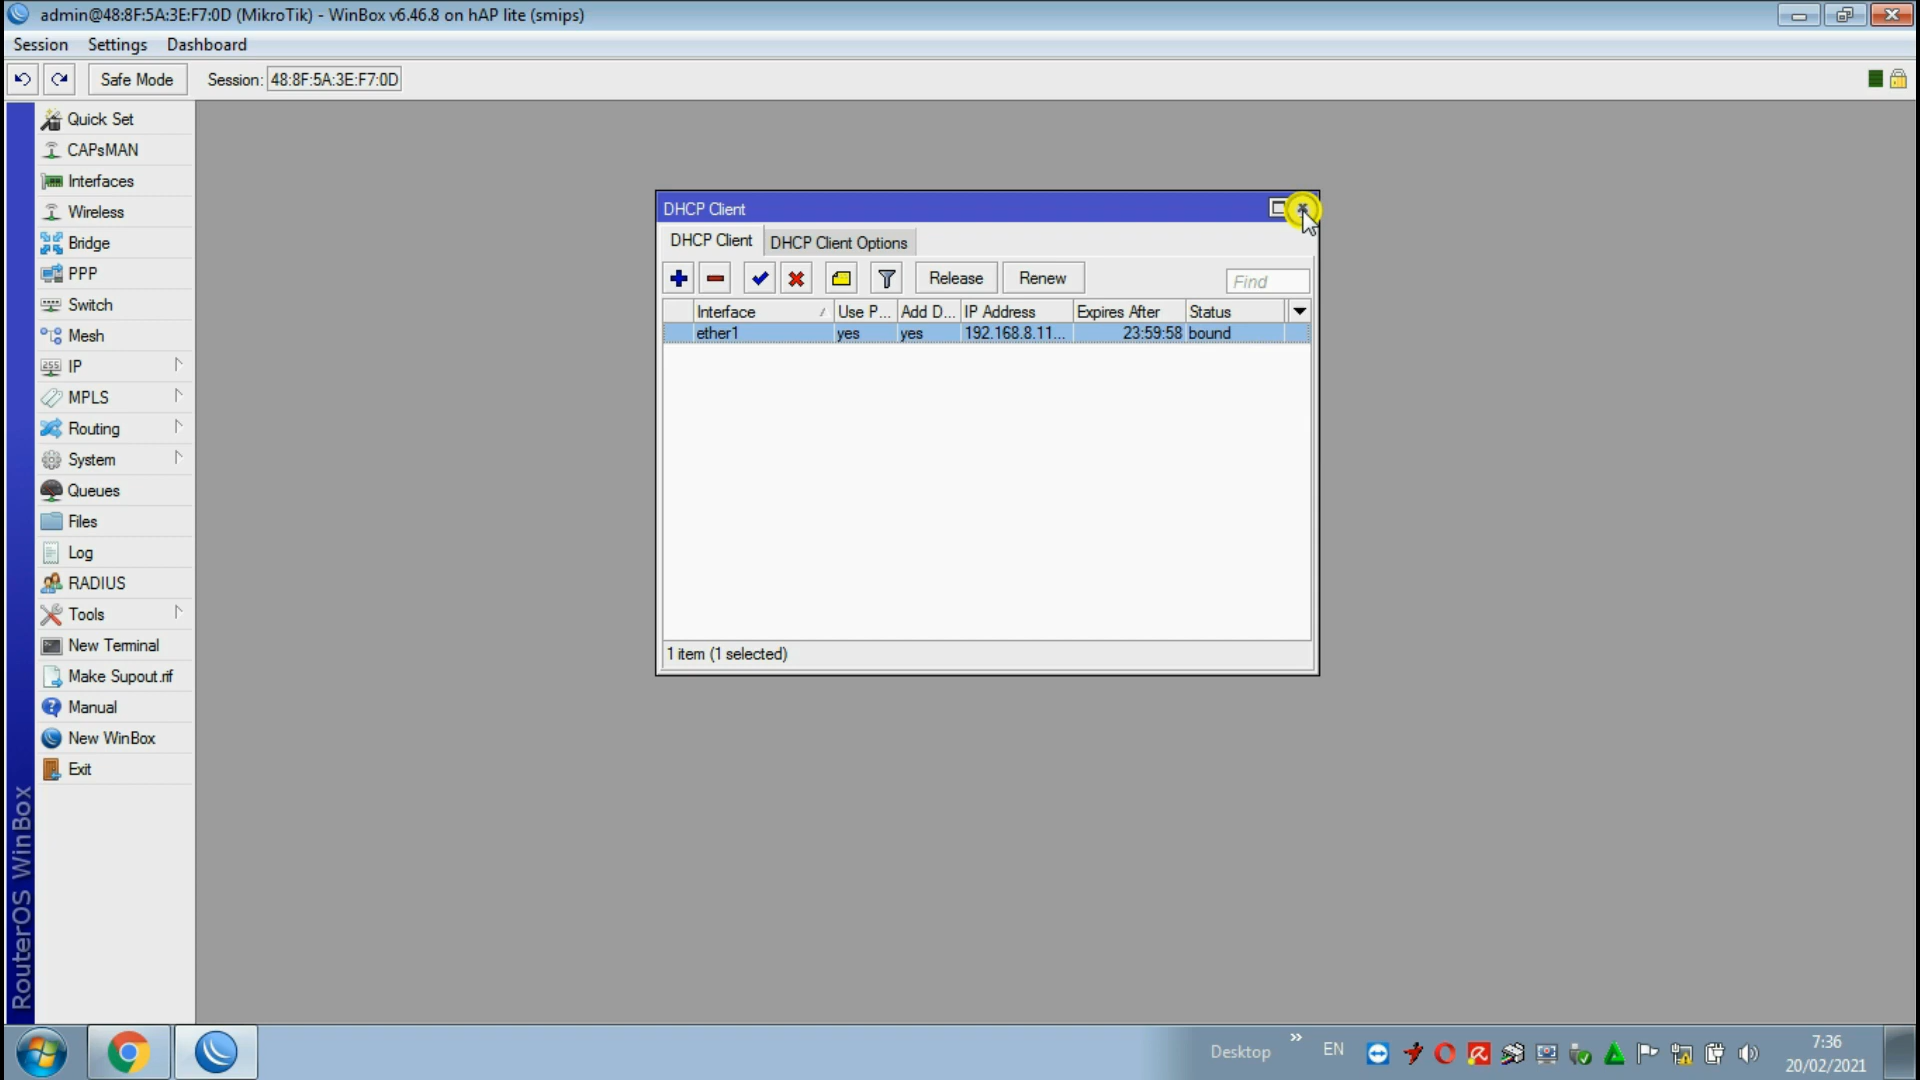 admin@48:8F:5A:3E:F7:0D (MikroTik) - WinBox v6.46.8 on hAP lite (smips)
Session Settings Dashboard
Safe Mode Session: 48:8F:5A:3E:F7:0D
Quick Set
CAPsMAN
Interfaces
Wireless
Bridge
PPP
Switch
Mesh
IP
MPLS
Routing
System
Queues
Files
Log
RADIUS
Tools
New Terminal
Make Supout.rif
Manual
New WinBox
Exit
RouterOS WinBox
DHCP Client
DHCP Client DHCP Client Options
Release Renew Find
Interface Use P... Add D... IP Address Expires After Status
ether1 yes yes 192.168.8.11... 23:59:58 bound
1 item (1 selected)
Desktop » EN
7:36
20/02/2021